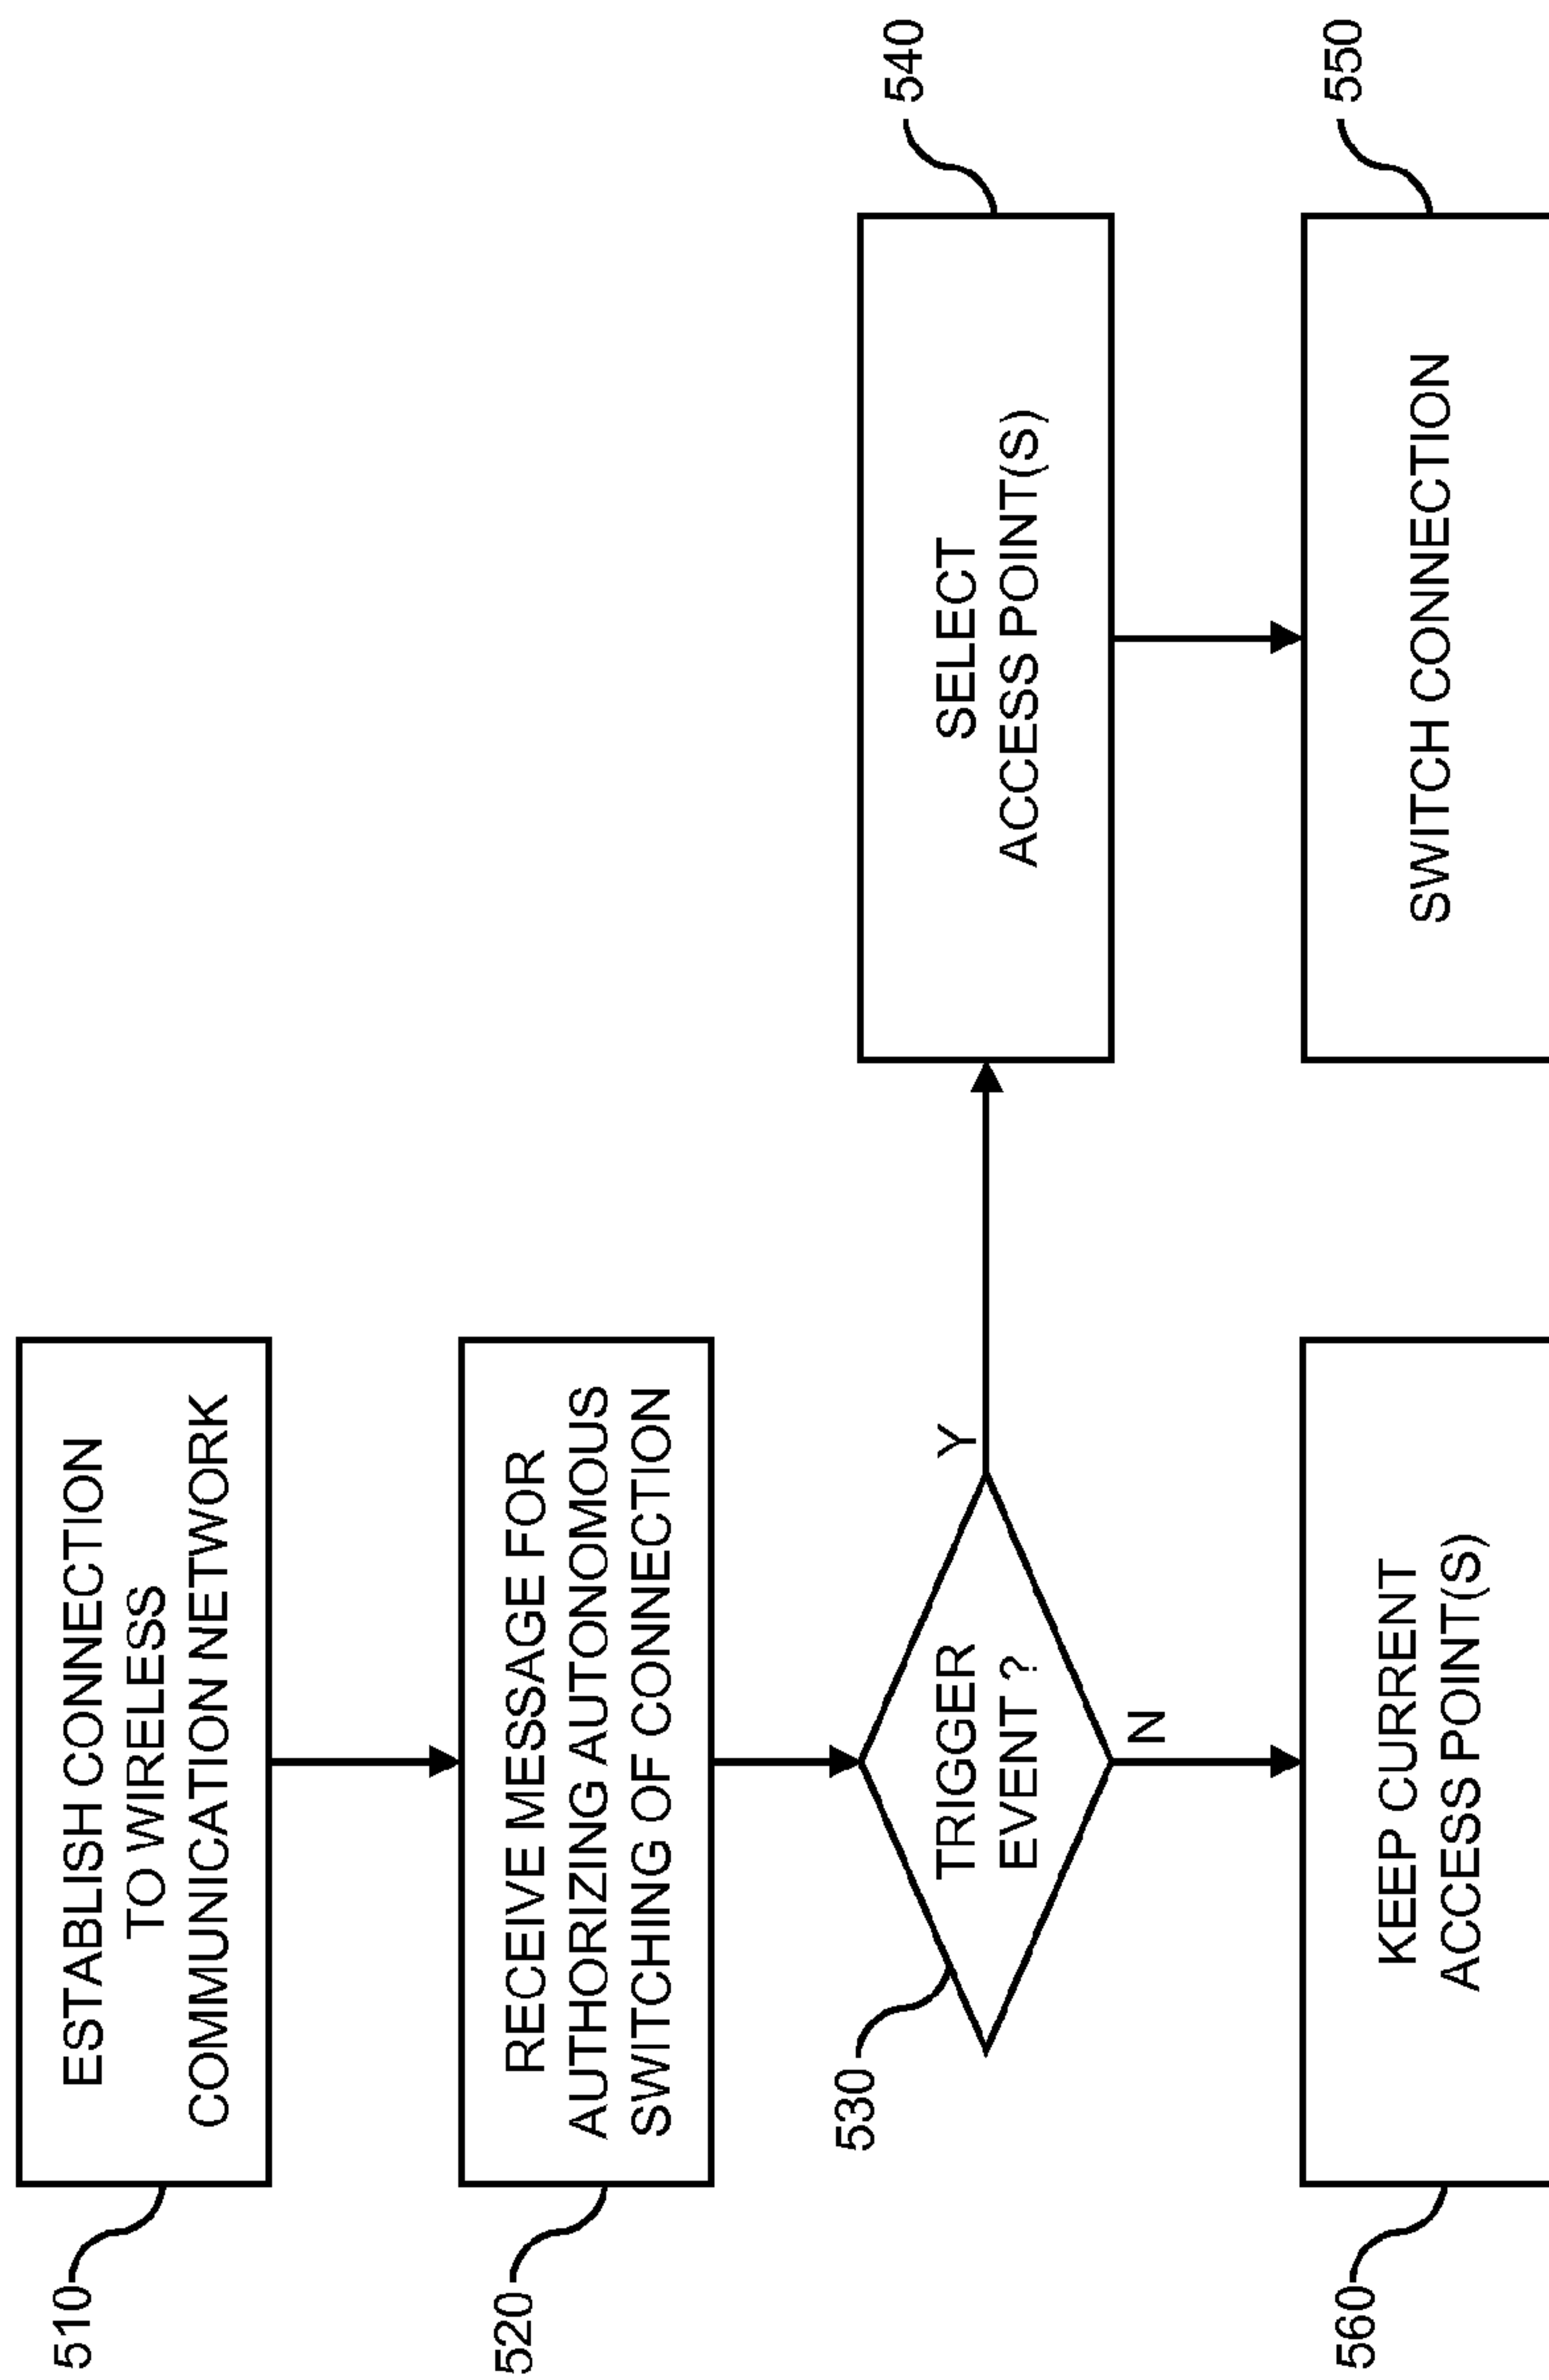 510
ESTABLISH CONNECTION
TO WIRELESS
COMMUNICATION NETWORK
520
RECEIVE MESSAGE FOR
AUTHORIZING AUTONOMOUS
SWITCHING OF CONNECTION
530
TRIGGER
EVENT ?
Y
N
540
SELECT
ACCESS POINT(S)
550
SWITCH CONNECTION
560
KEEP CURRENT
ACCESS POINT(S)